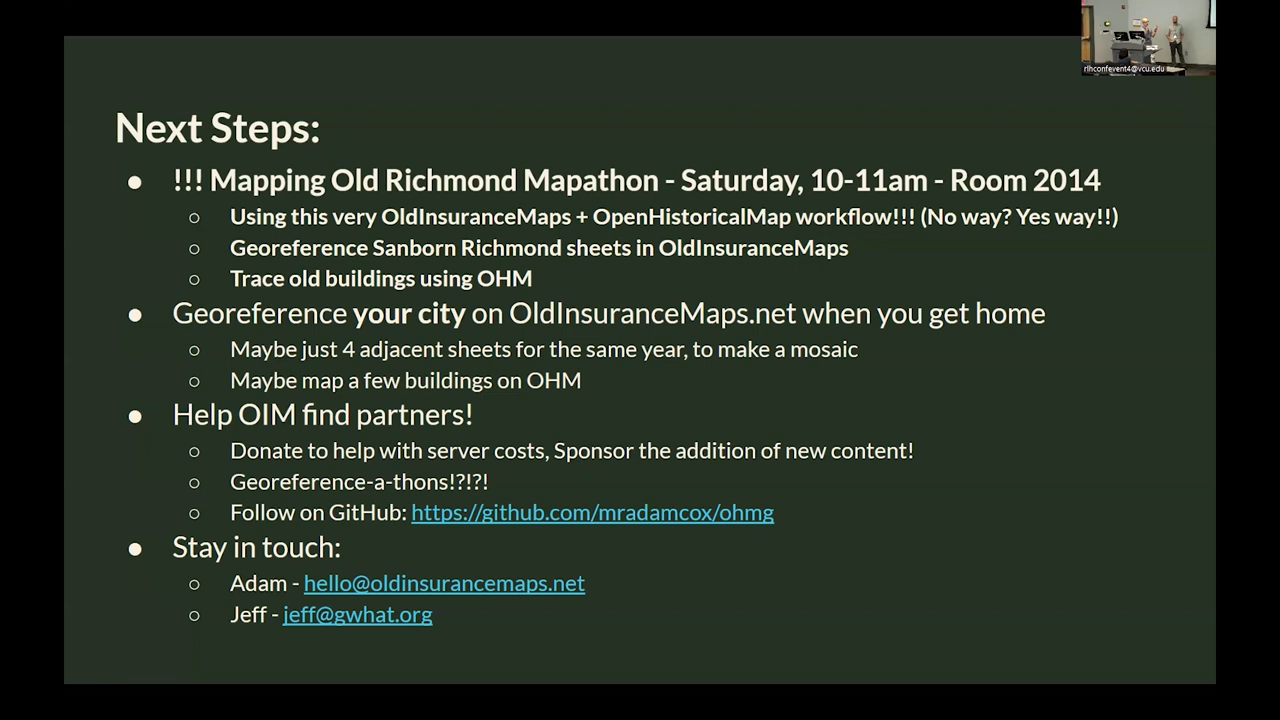 rlhconfevent4@vcu.edu
Next Steps:
● !!! Mapping Old Richmond Mapathon - Saturday, 10-11am - Room 2014
○ Using this very OldInsuranceMaps + OpenHistoricalMap workflow!!! (No way? Yes way!!)
○ Georeference Sanborn Richmond sheets in OldInsuranceMaps
○ Trace old buildings using OHM
● Georeference your city on OldInsuranceMaps.net when you get home
○ Maybe just 4 adjacent sheets for the same year, to make a mosaic
○ Maybe map a few buildings on OHM
● Help OIM find partners!
○ Donate to help with server costs, Sponsor the addition of new content!
○ Georeference-a-thons!?!?!
○ Follow on GitHub: https://github.com/mradamcox/ohmg
● Stay in touch:
○ Adam - hello@oldinsurancemaps.net
○ Jeff - jeff@gwhat.org